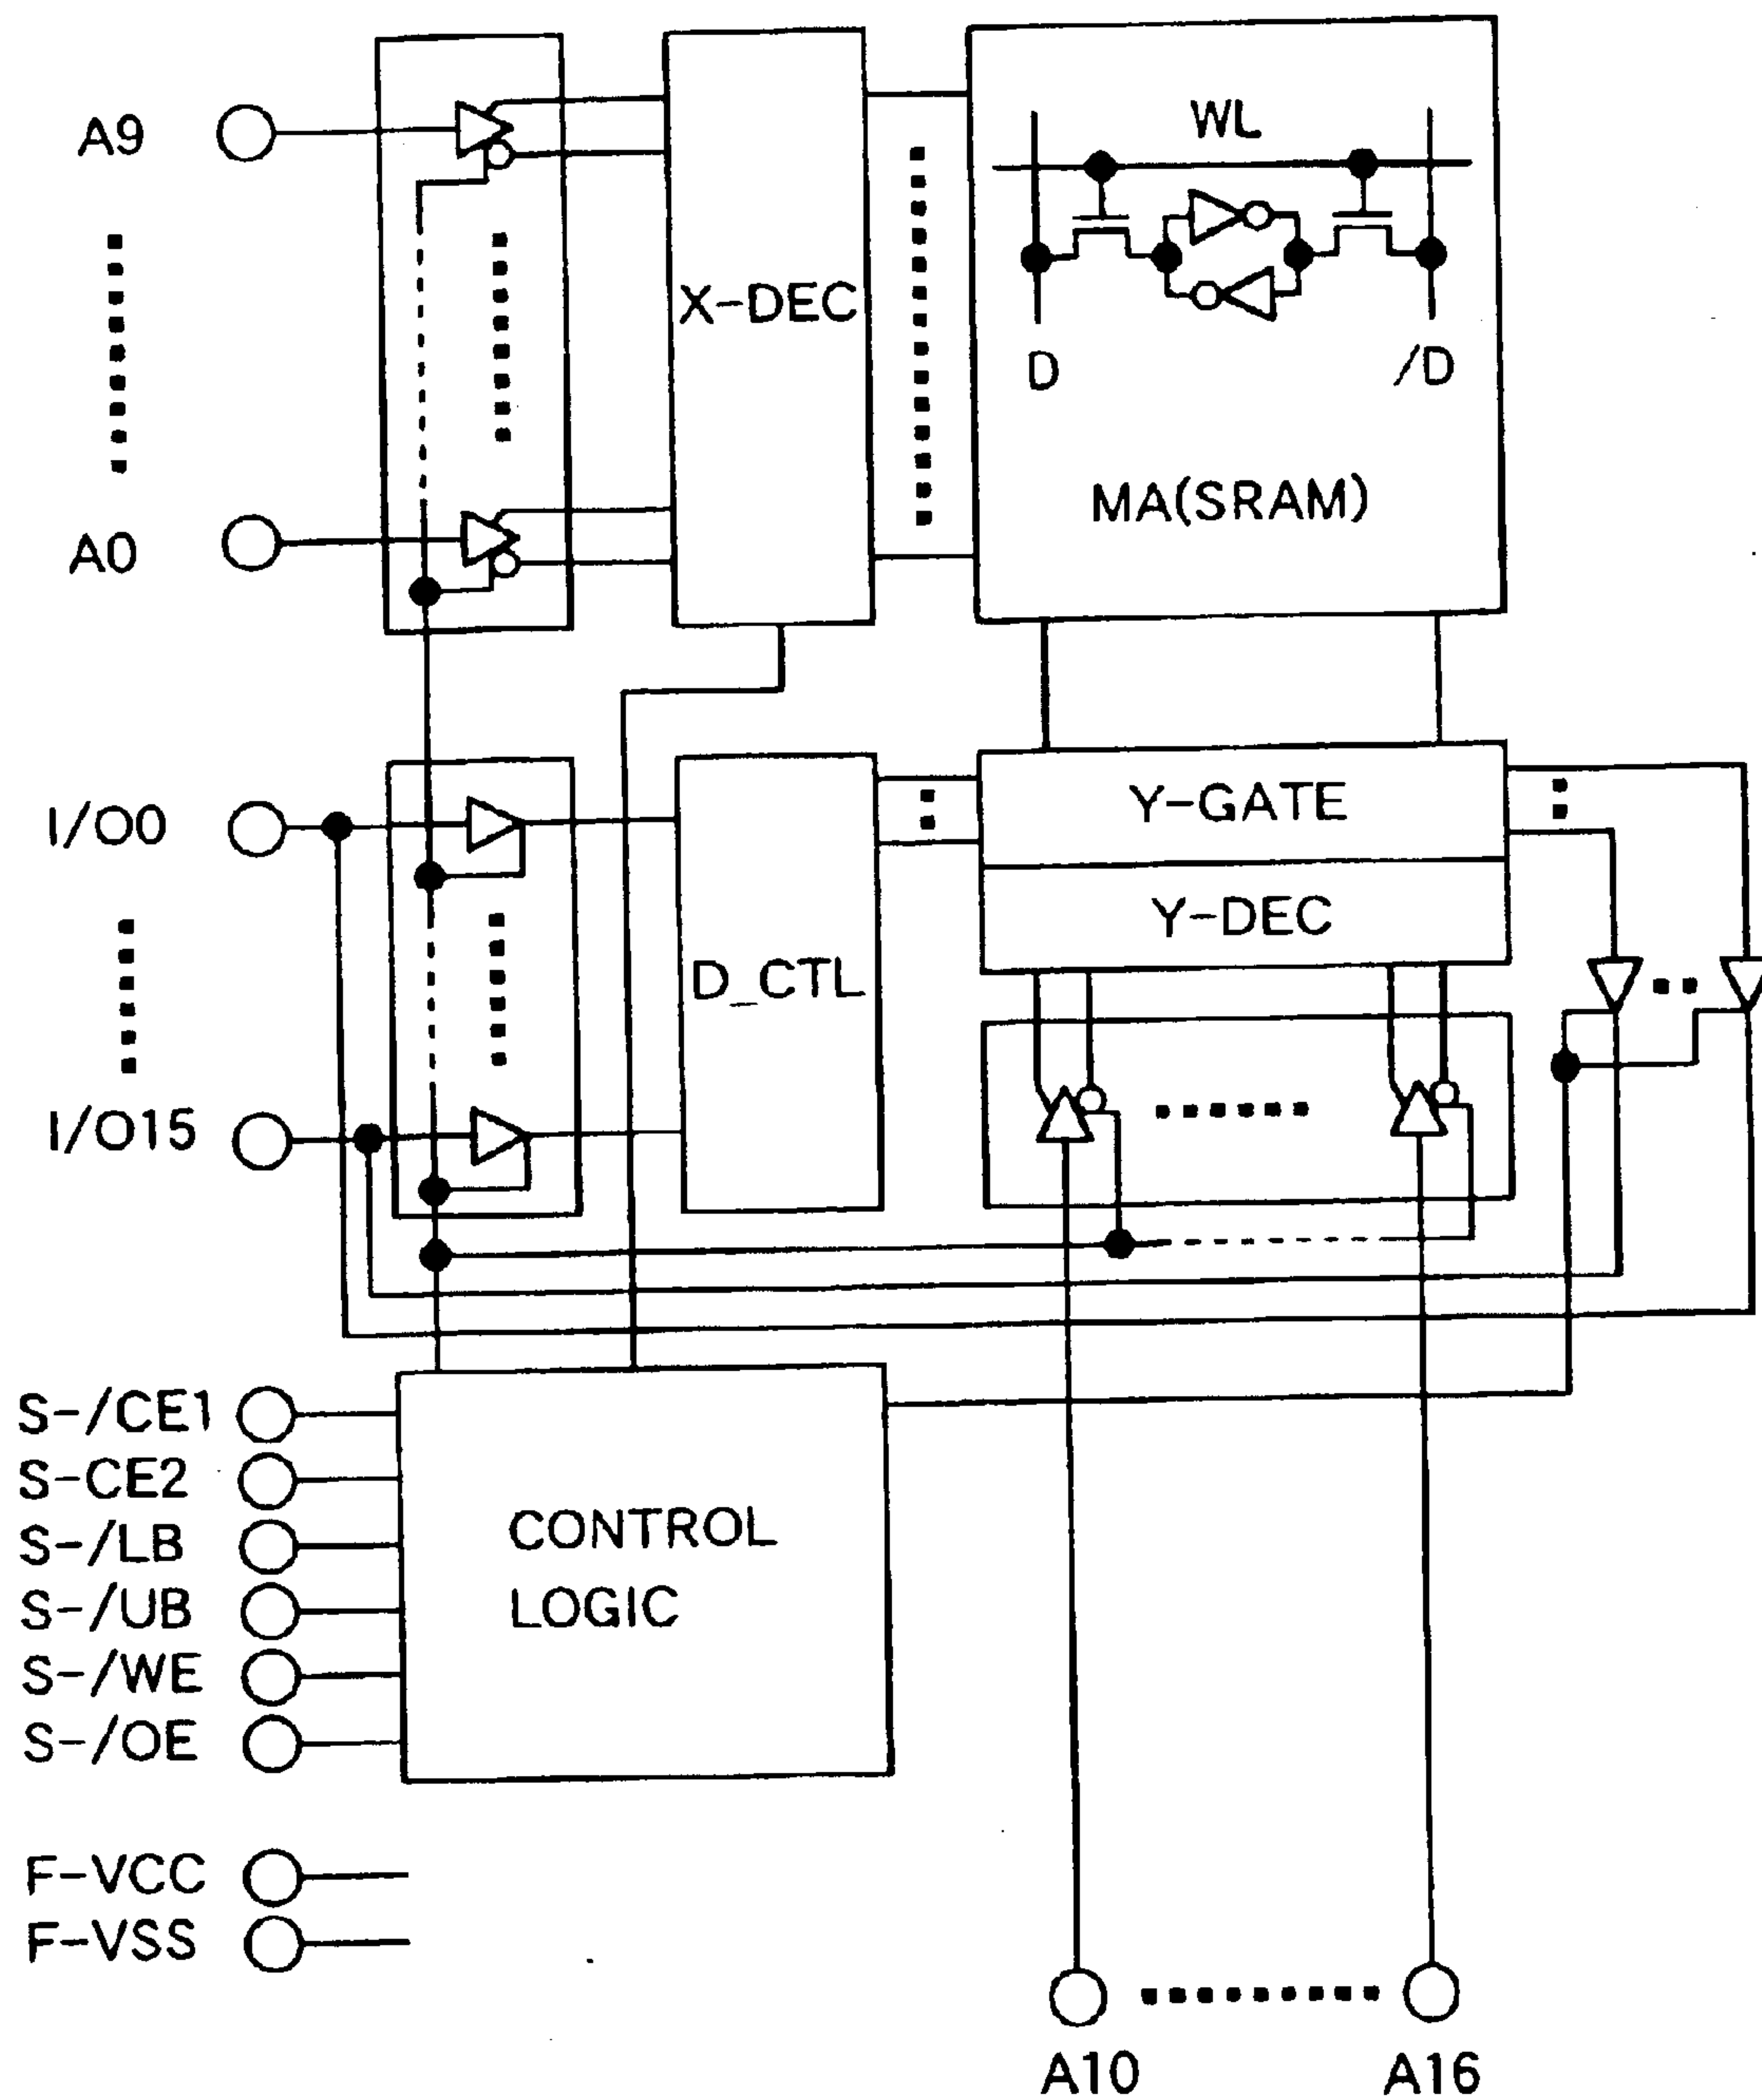 A9
WL
X-DEC
D
/D
MA(SRAM)
A0
I/O0
Y-GATE
Y-DEC
D_CTL
I/O15
S-/CE1
S-CE2
S-/LB
S-/UB
S-/WE
S-/OE
CONTROL
LOGIC
F-VCC
F-VSS
A10
A16